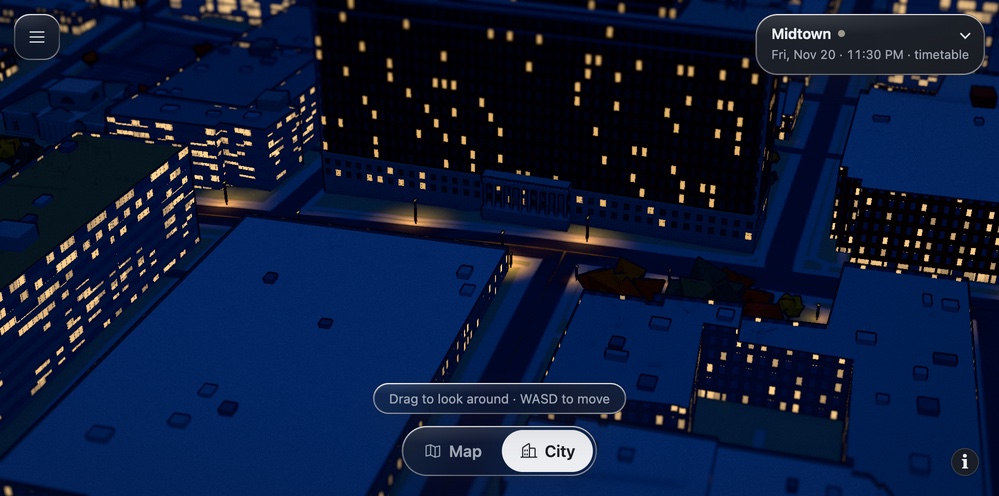 Midtown
Fri, Nov 20 · 11:30 PM · timetable
Drag to look around · WASD to move
Map
City
i